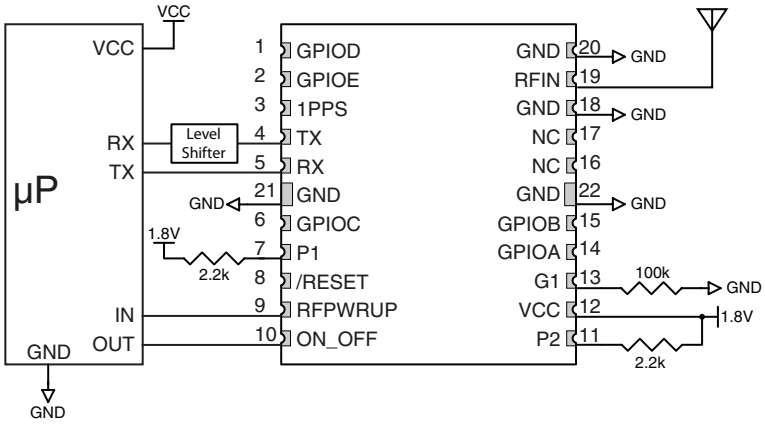 VCC
VCC
RX
TX
µP
IN
OUT
GND
GND
Level
Shifter
GND
1.8V
2.2k
1 GPIOD
2 GPIOE
3 1PPS
4 TX
5 RX
21 GND
6 GPIOC
7 P1
8 /RESET
9 RFPWRUP
10 ON_OFF
GND 20 GND
RFIN 19
GND 18 GND
NC 17
NC 16
GND 22 GND
GPIOB 15
GPIOA 14
G1 13 100k GND
VCC 12 1.8V
P2 11
2.2k